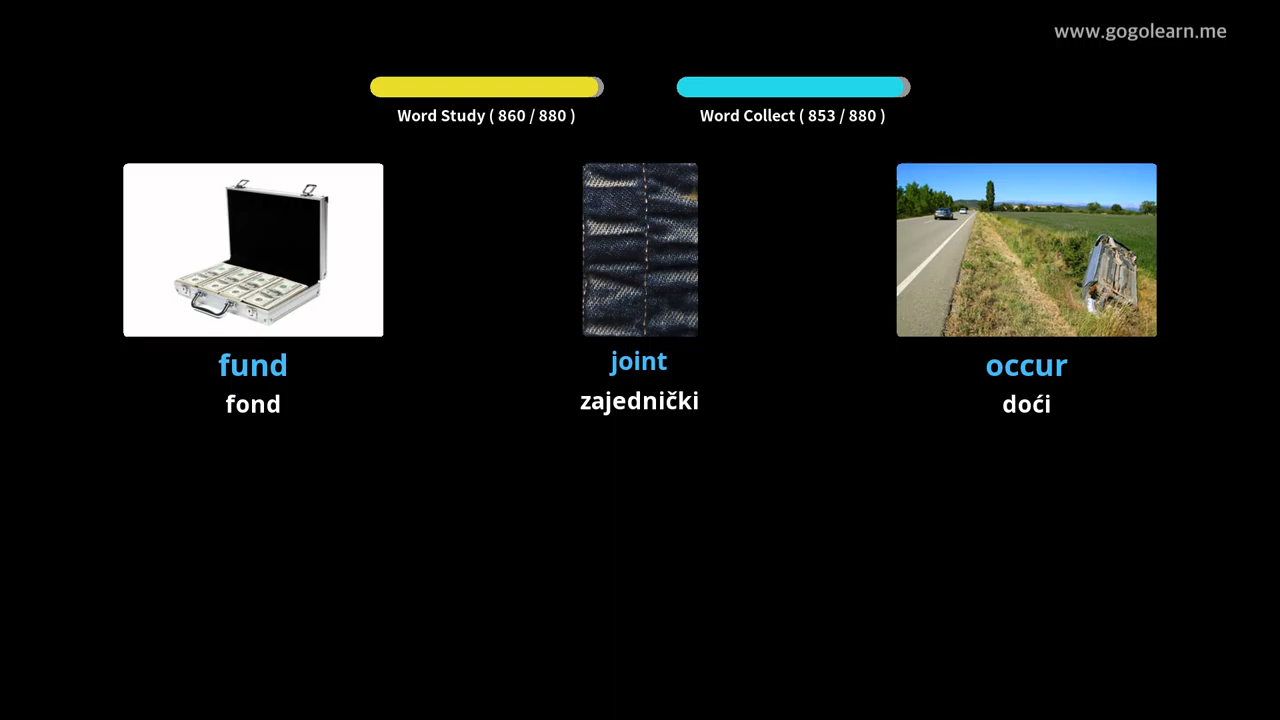 www.gogolearn.me
Word Study ( 860 / 880 )
Word Collect ( 853 / 880 )
fund
fond
joint
zajednički
occur
doći